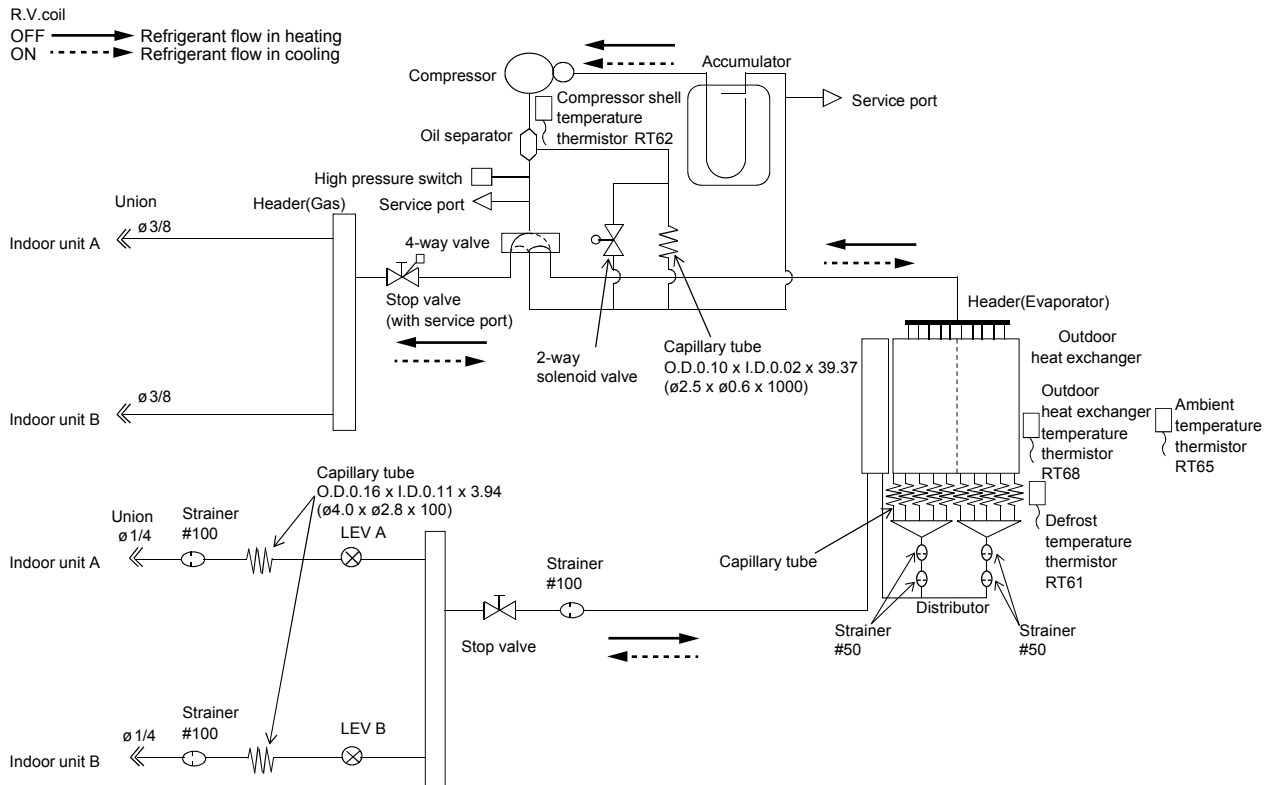 R.V.coil
OFF Refrigerant flow in heating
ON Refrigerant flow in cooling
Compressor
Accumulator
Service port
Compressor shell
temperature
thermistor RT62
Oil separator
High pressure switch
Service port
Union
ø 3/8
Header(Gas)
4-way valve
Indoor unit A
Stop valve
(with service port)
2-way
solenoid valve
Capillary tube
O.D.0.10 x I.D.0.02 x 39.37
(ø2.5 x ø0.6 x 1000)
Header(Evaporator)
Outdoor
heat exchanger
Outdoor
heat exchanger
temperature
thermistor
RT68
Ambient
temperature
thermistor
RT65
ø 3/8
Indoor unit B
Capillary tube
O.D.0.16 x I.D.0.11 x 3.94
(ø4.0 x ø2.8 x 100)
Union
ø 1/4
Strainer
#100
LEV A
Indoor unit A
Strainer
#100
Stop valve
Capillary tube
Defrost
temperature
thermistor
RT61
Distributor
Strainer
#50
Strainer
#50
ø 1/4
Strainer
#100
LEV B
Indoor unit B